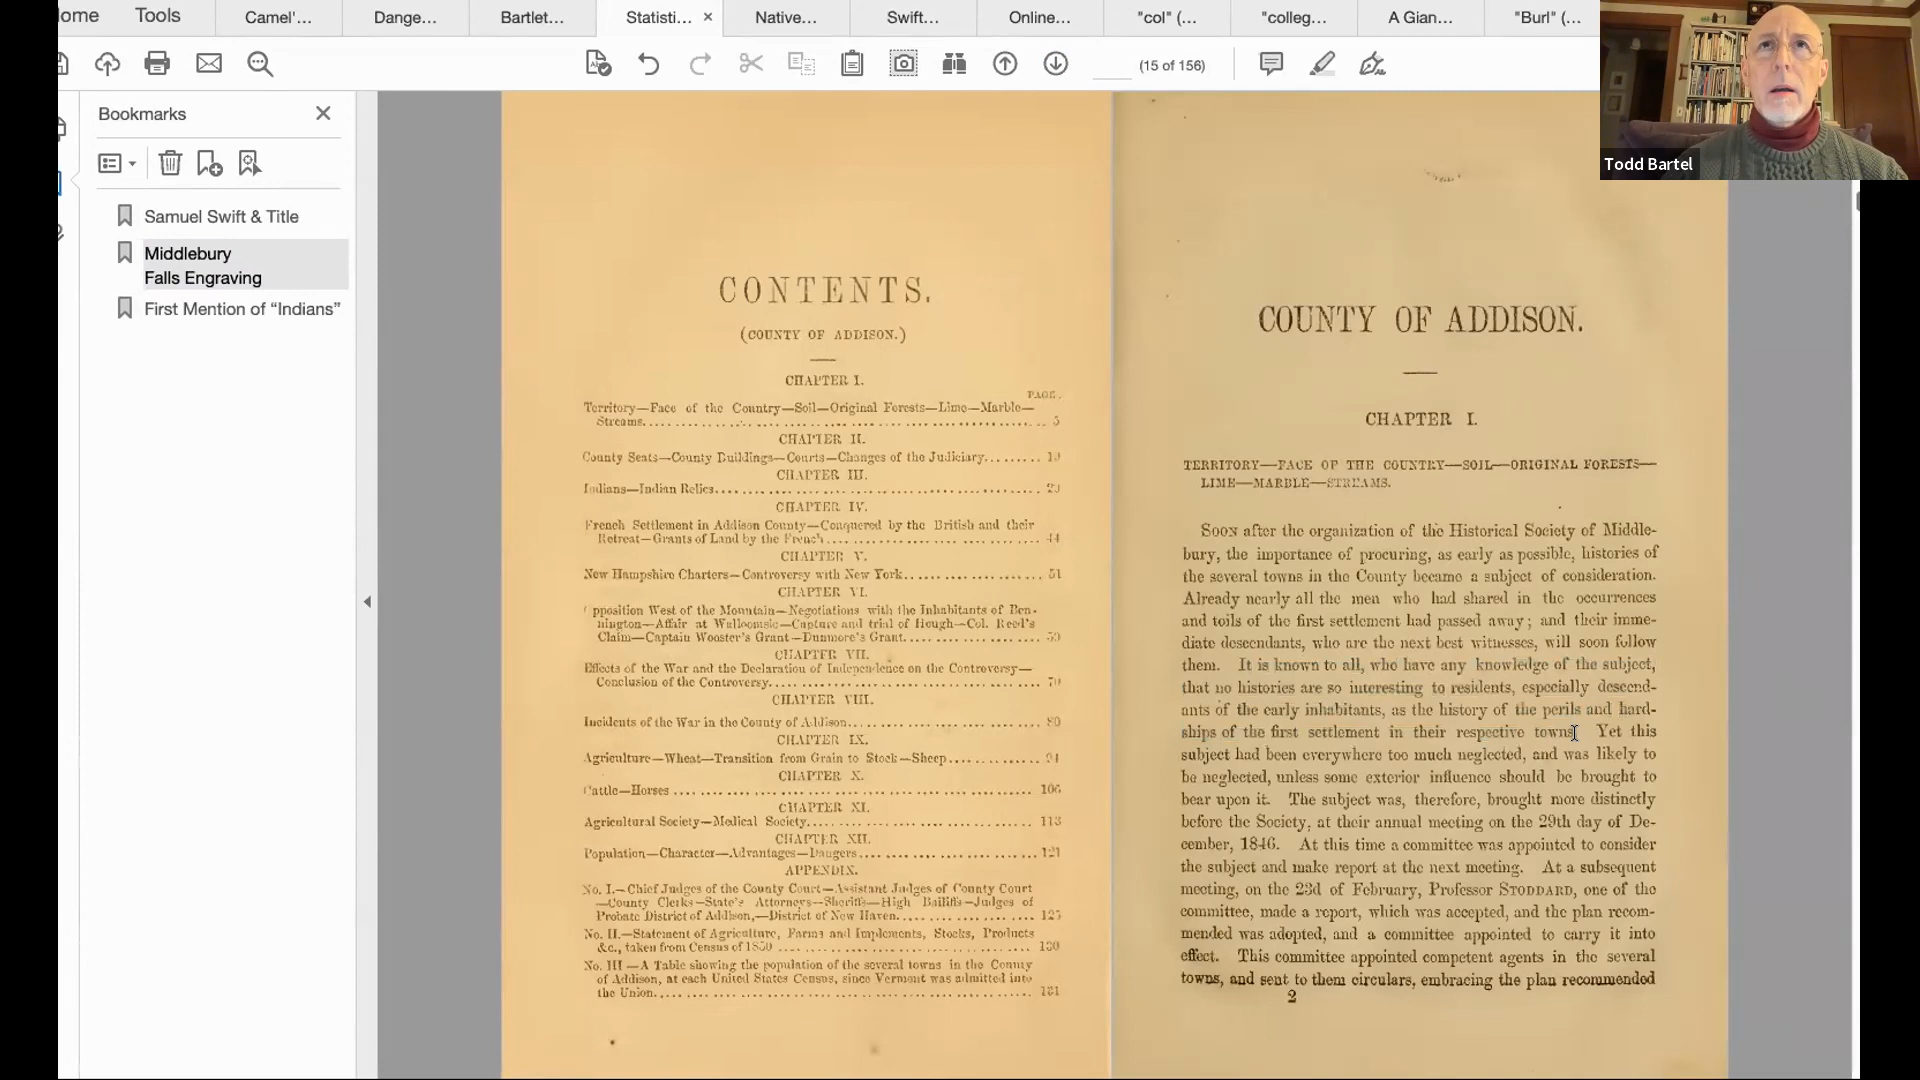 ome
Tools
Camel'...
Dange...
Bartlet...
Statisti...
Native...
Swift...
Online...
"col" (...
"colleg...
A Gian...
"Burl" (...
(15 of 156)
Todd Bartel
Bookmarks
Samuel Swift & Title
Middlebury
Falls Engraving
First Mention of “Indians”
CONTENTS.
(COUNTY OF ADDISON.)
CHAPTER I.
PAGE.
Territory—Face of the Country—Soil—Original Forests—Lime—Marble—
Streams. 5
CHAPTER II.
County Seats—County Buildings—Courts—Changes of the Judiciary.
CHAPTER III.
Indians—Indian Relics.
CHAPTER IV.
French Settlement in Addison County—Conquered by the British and their
Retreat—Grants of Land by the French. 44
CHAPTER V.
New Hampshire Charters—Controversy with New York. 51
CHAPTER VI.
Opposition West of the Mountain—Negotiations with the Inhabitants of Ben-
nington—Affair at Walloomsic—Capture and trial of Hough—Col. Reed's
Claim—Captain Wooster's Grant—Dunmore's Grant.
CHAPTER VII.
Effects of the War and the Declaration of Independence on the Controversy—
Conclusion of the Controversy. 70
CHAPTER VIII.
Incidents of the War in the County of Addison. 80
CHAPTER IX.
Agriculture—Wheat—Transition from Grain to Stock—Sheep. 94
CHAPTER X.
Cattle—Horses 106
CHAPTER XI.
Agricultural Society—Medical Society. 113
CHAPTER XII.
Population—Character—Advantages—Dangers. 121
APPENDIX.
No. I.—Chief Judges of the County Court—Assistant Judges of County Court
—County Clerks—State's Attorneys—Sheriffs—High Bailiffs—Judges of
Probate District of Addison,—District of New Haven. 125
No. II.—Statement of Agriculture, Farms and Implements, Stocks, Products
&c., taken from Census of 1850 130
No. III—A Table showing the population of the several towns in the County
of Addison, at each United States Census, since Vermont was admitted into
the Union. 131
COUNTY OF ADDISON.
CHAPTER I.
TERRITORY—FACE OF THE COUNTRY—SOIL—ORIGINAL FORESTS—
LIME—MARBLE—STREAMS.
SOON after the organization of the Historical Society of Middle-
bury, the importance of procuring, as early as possible, histories of
the several towns in the County became a subject of consideration.
Already nearly all the men who had shared in the occurrences
and toils of the first settlement had passed away; and their imme-
diate descendants, who are the next best witnesses, will soon follow
them. It is known to all, who have any knowledge of the subject,
that no histories are so interesting to residents, especially descend-
ants of the early inhabitants, as the history of the perils and hard-
ships of the first settlement in their respective towns. Yet this
subject had been everywhere too much neglected, and was likely to
be neglected, unless some exterior influence should be brought to
bear upon it. The subject was, therefore, brought more distinctly
before the Society, at their annual meeting on the 29th day of De-
cember, 1846. At this time a committee was appointed to consider
the subject and make report at the next meeting. At a subsequent
meeting, on the 23d of February, Professor STODDARD, one of the
committee, made a report, which was accepted, and the plan recom-
mended was adopted, and a committee appointed to carry it into
effect. This committee appointed competent agents in the several
towns, and sent to them circulars, embracing the plan recommended
2